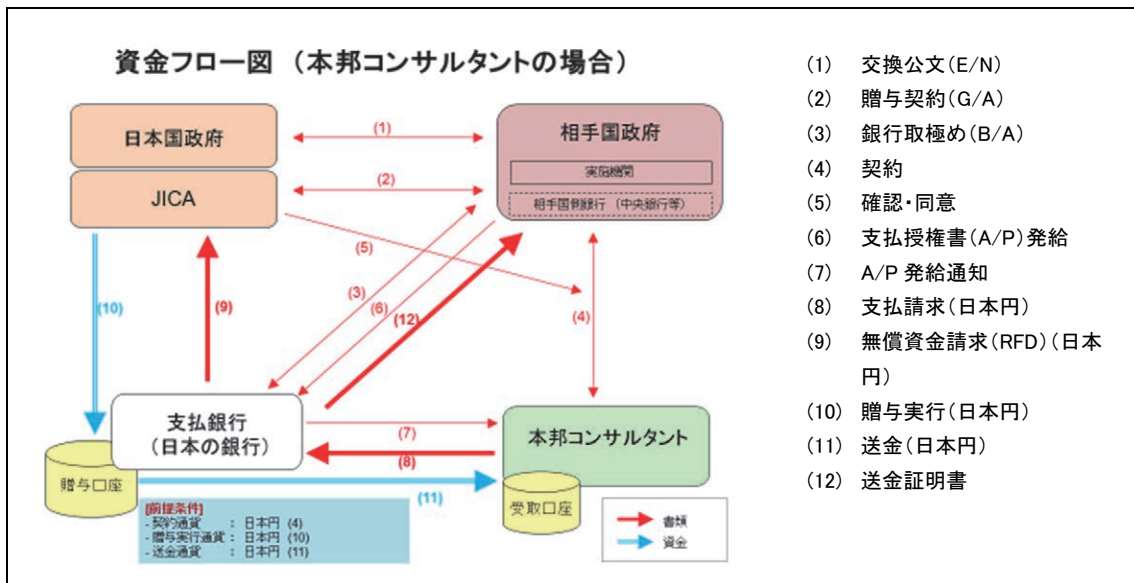 資金フロー図 （本邦コンサルタントの場合）
日本国政府
JICA
相手国政府
実施機関
相手国側銀行 （中央銀行等）
(1)
(2)
(5)
(3)
(6)
(12)
(4)
(10)
(9)
支払銀行
（日本の銀行）
(7)
(8)
本邦コンサルタント
贈与口座
(11)
受取口座
[前提条件]
- 契約通貨 ： 日本円 (4)
- 贈与実行通貨 ： 日本円 (10)
- 送金通貨 ： 日本円 (11)
書類
資金
(1) 交換公文(E/N)
(2) 贈与契約(G/A)
(3) 銀行取極め(B/A)
(4) 契約
(5) 確認・同意
(6) 支払授権書(A/P)発給
(7) A/P 発給通知
(8) 支払請求(日本円)
(9) 無償資金請求(RFD)(日本
円)
(10) 贈与実行(日本円)
(11) 送金(日本円)
(12) 送金証明書